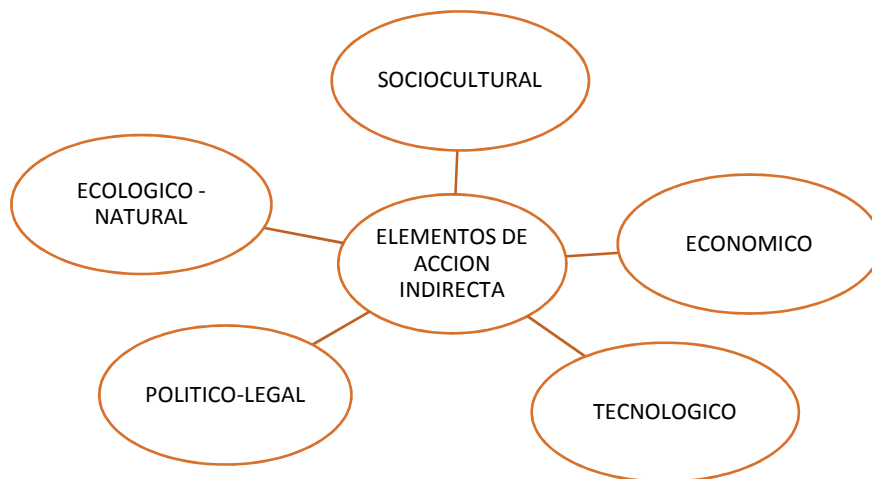 SOCIOCULTURAL
ECOLOGICO -
NATURAL
ELEMENTOS DE
ACCION
INDIRECTA
ECONOMICO
POLITICO-LEGAL
TECNOLOGICO